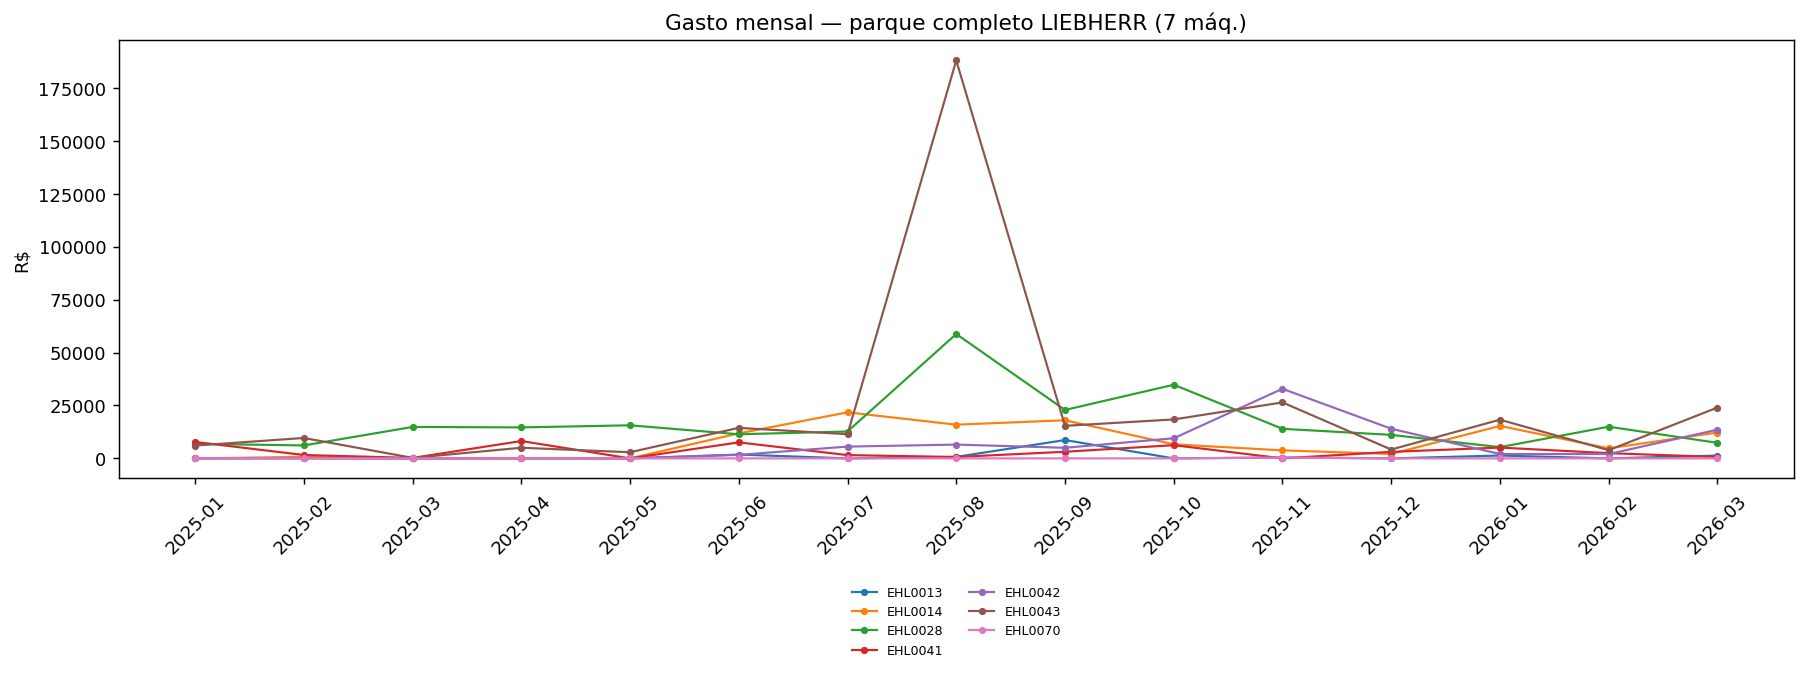 Gasto mensal — parque completo LIEBHERR (7 máq.)
R$
175000
150000
125000
100000
75000
50000
25000
0
2025-01
2025-02
2025-03
2025-04
2025-05
2025-06
2025-07
2025-08
2025-09
2025-10
2025-11
2025-12
2026-01
2026-02
2026-03
EHL0013
EHL0014
EHL0028
EHL0041
EHL0042
EHL0043
EHL0070